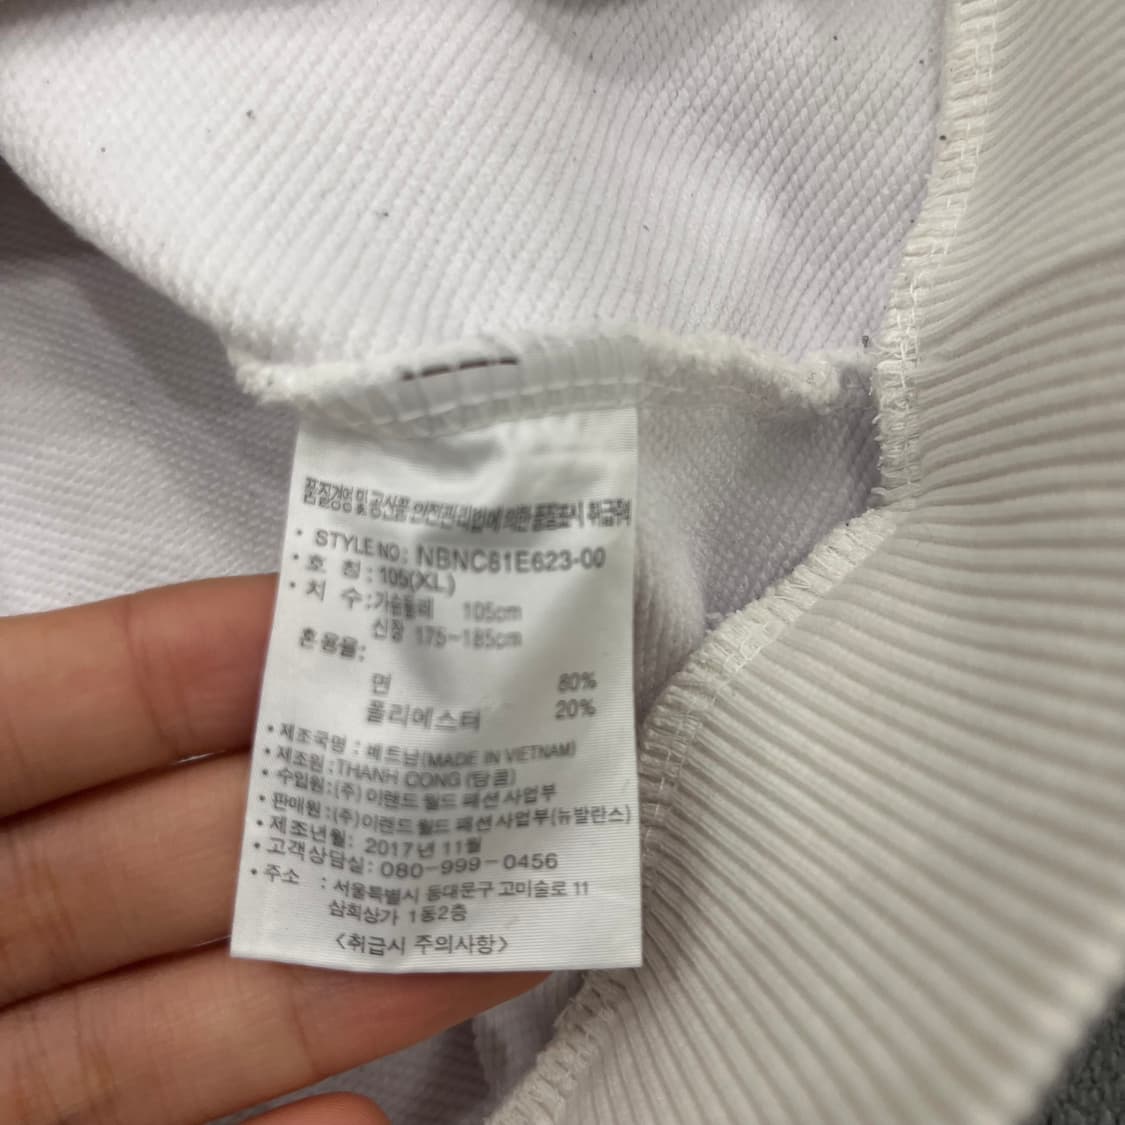 품질경영 및 공산품 안전관리법에 의한 품질표시 취급주의
• STYLE NO: NBNC81E623-00
• 호 칭 : 105(XL)
• 치 수 : 가슴둘레 105cm
신장 175~185cm
혼용율:
면 80%
폴리에스터 20%
• 제조국명 : 베트남(MADE IN VIETNAM)
• 제조원 : THANH CONG (탕콤)
• 수입원 : (주) 이랜드 월드 패션 사업부
• 판매원 : (주)이랜드 월드 패션 사업부(뉴발란스)
• 제조년월: 2017년 11월
• 고객상담실: 080-999-0456
• 주소 : 서울특별시 동대문구 고미술로 11
삼희상가 1동2층
<취급시 주의사항>